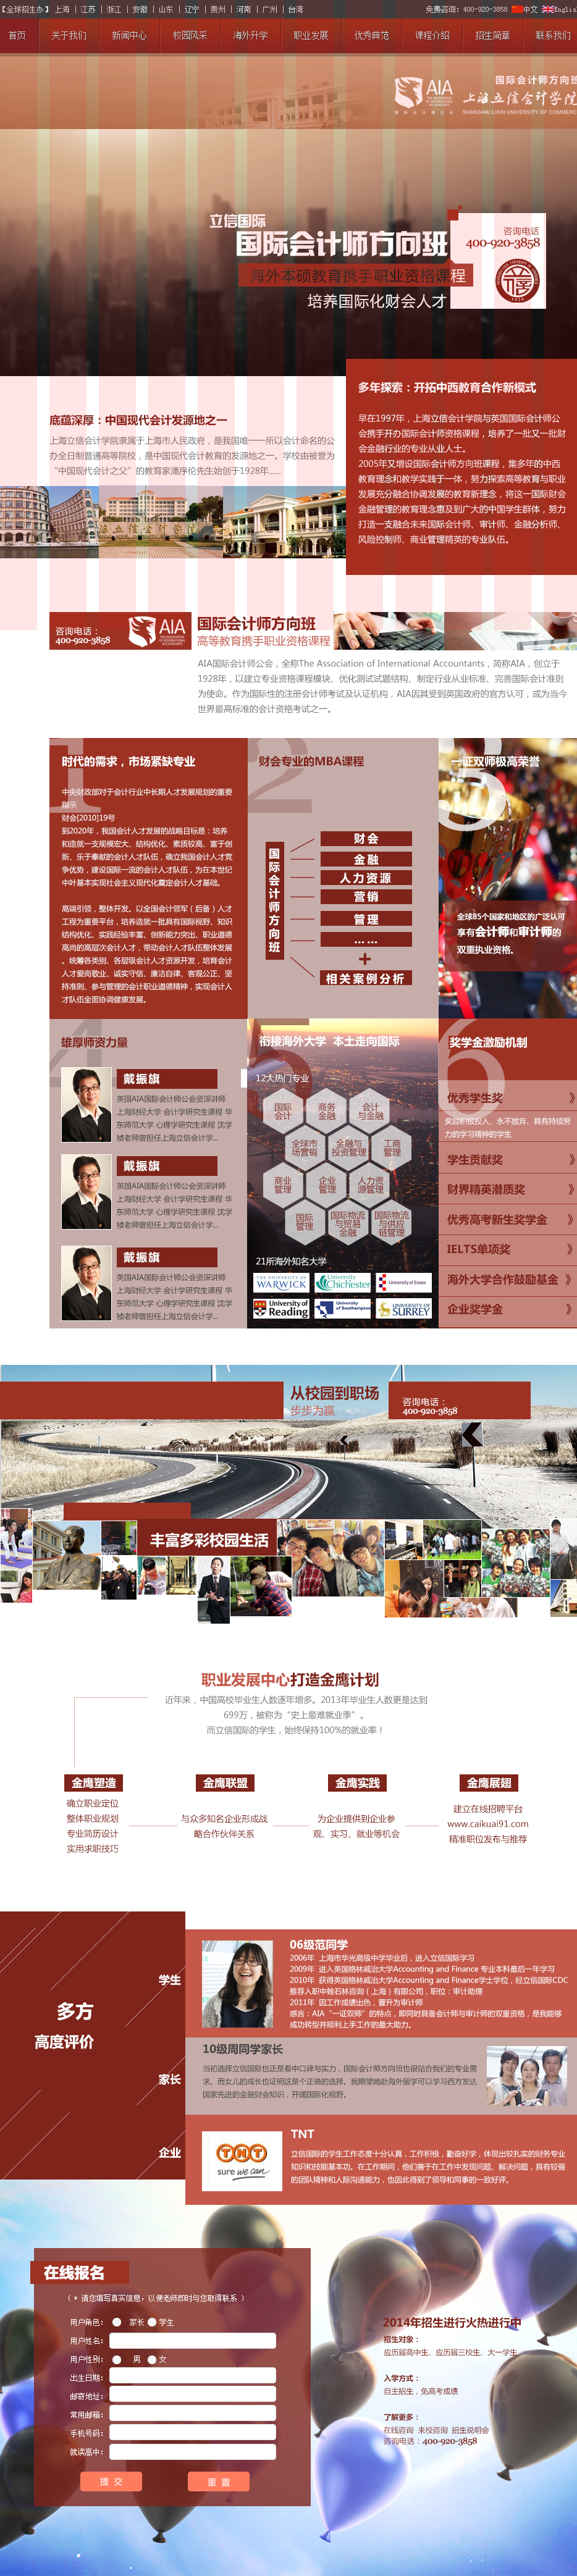 【全球招生办】 上海 | 江苏 | 浙江 | 安徽 | 山东 | 辽宁 | 贵州 | 河南 | 广州 | 台湾
免费咨询: 400-920-3858 中文 English
首页 关于我们 新闻中心 校园风采 海外升学 职业发展 优秀典范 课程介绍 招生简章 联系我们
AIA
国际会计师方向班
上海立信会计学院
SHANGHAI LIXIN UNIVERSITY OF COMMERC
立信国际
国际会计师方向班
咨询电话
400-920-3858
海外本硕教育携手职业资格课程
培养国际化财会人才
底蕴深厚：中国现代会计发源地之一
上海立信会计学院隶属于上海市人民政府，是我国唯一一所以会计命名的公
办全日制普通高等院校，是中国现代会计教育的发源地之一。学校由被誉为
“中国现代会计之父”的教育家潘序伦先生始创于1928年......
多年探索：开拓中西教育合作新模式
早在1997年，上海立信会计学院与英国国际会计师公
会携手开办国际会计师资格课程，培养了一批又一批财
会金融行业的专业从业人士。
2005年又增设国际会计师方向班课程，集多年的中西
教育理念和教学实践于一体，努力探索高等教育与职业
发展充分融合协调发展的教育新理念，将这一国际财会
金融管理的教育理念惠及到广大的中国学生群体，努力
打造一支融合未来国际会计师、审计师、金融分析师、
风险控制师、商业管理精英的专业队伍。
咨询电话：
400-920-3858
AIA
国际会计师方向班
高等教育携手职业资格课程
AIA国际会计师公会，全称The Association of International Accountants，简称AIA，创立于
1928年，以建立专业资格课程模块、优化测试试题结构、制定行业从业标准、完善国际会计准则
为使命。作为国际性的注册会计师考试及认证机构，AIA因其受到英国政府的官方认可，成为当今
世界最高标准的会计资格考试之一。
1
时代的需求，市场紧缺专业
中央财政部对于会计行业中长期人才发展规划的重要
指示
财会[2010]19号
到2020年，我国会计人才发展的战略目标是：培养
和造就一支规模宏大、结构优化、素质较高、富于创
新、乐于奉献的会计人才队伍，确立我国会计人才竞
争优势，建设国际一流的会计人才队伍，为在本世纪
中叶基本实现社会主义现代化奠定会计人才基础。
高端引领，整体开发。以全国会计领军（后备）人才
工程为重要平台，培养造就一批具有国际视野、知识
结构优化、实践经验丰富、创新能力突出、职业道德
高尚的高层次会计人才，带动会计人才队伍整体发展
。统筹各类别、各层级会计人才资源开发，培育会计
人才爱岗敬业、诚实守信、廉洁自律、客观公正、坚
持准则、参与管理的会计职业道德精神，实现会计人
才队伍全面协调健康发展。
2
财会专业的MBA课程
国际会计师方向班
财会
金融
人力资源
营销
管理
......
+
相关案例分析
3
一证双师极高荣誉
全球85个国家和地区的广泛认可
享有会计师和审计师的
双重执业资格。
4
雄厚师资力量
戴振旗
英国AIA国际会计师公会资深讲师
上海财经大学 会计学研究生课程 华
东师范大学 心理学研究生课程 沈学
祯老师曾担任上海立信会计学...
戴振旗
英国AIA国际会计师公会资深讲师
上海财经大学 会计学研究生课程 华
东师范大学 心理学研究生课程 沈学
祯老师曾担任上海立信会计学...
戴振旗
英国AIA国际会计师公会资深讲师
上海财经大学 会计学研究生课程 华
东师范大学 心理学研究生课程 沈学
祯老师曾担任上海立信会计学...
衔接海外大学 本土走向国际
12大热门专业
国际会计 商务金融 会计与金融
全球市场营销 金融与投资管理 工商管理
商业管理 企业管理 人力资源管理
国际管理 国际物流与贸易金融 国际物流与供应链管理
21所海外知名大学
THE UNIVERSITY OF WARWICK
University of Chichester
University of Essex
University of Reading
University of Southampton
UNIVERSITY OF SURREY
6
奖学金激励机制
优秀学生奖 》
奖励积极投入、永不放弃、具有持续努
力的学习精神的学生
学生贡献奖 》
财界精英潜质奖 》
优秀高考新生奖学金 》
IELTS单项奖 》
海外大学合作鼓励基金 》
企业奖学金 》
从校园到职场
步步为赢
咨询电话：
400-920-3858
丰富多彩校园生活
职业发展中心打造金鹰计划
近年来，中国高校毕业生人数逐年增多。2013年毕业生人数更是达到
699万，被称为“史上最难就业季”。
而立信国际的学生，始终保持100%的就业率！
金鹰塑造
确立职业定位
整体职业规划
专业简历设计
实用求职技巧
金鹰联盟
与众多知名企业形成战
略合作伙伴关系
金鹰实践
为企业提供到企业参
观、实习、就业等机会
金鹰展翅
建立在线招聘平台
www.caikuai91.com
精准职位发布与推荐
多方
高度评价
学生
06级范同学
2006年 上海市华光高级中学毕业后，进入立信国际学习
2009年 进入英国格林威治大学Accounting and Finance 专业本科最后一年学习
2010年 获得英国格林威治大学Accounting and Finance学士学位，经立信国际CDC
推荐入职中翰石林咨询（上海）有限公司，职位：审计助理
2011年 因工作成绩出色，晋升为审计师
感言：AIA“一证双师”的特点，即同时具备会计师与审计师的双重资格，是我能够
成功转型并顺利上手工作的最大助力。
家长
10级周同学家长
当初选择立信国际也正是看中口碑与实力，国际会计师方向班也很贴合我们的专业需
求。而女儿的成长也证明这是个正确的选择。我期望她赴海外留学可以学习西方发达
国家先进的金融财会知识，开阔国际化视野。
企业
TNT
sure we can
TNT
立信国际的学生工作态度十分认真，工作积极，勤奋好学，体现出较扎实的财务专业
知识和技能基本功。在工作期间，他们善于在工作中发现问题、解决问题，具有较强
的团队精神和人际沟通能力，也因此得到了领导和同事的一致好评。
在线报名
（ * 请您填写真实信息，以便老师即时与您取得联系 ）
用户角色: 家长 学生
用户姓名:
用户性别: 男 女
出生日期:
邮寄地址:
常用邮箱:
手机号码:
就读高中:
提 交
重 置
2014年招生进行火热进行中
招生对象：
应历届高中生、应历届三校生、大一学生
入学方式：
自主招生，免高考成绩
了解更多：
在线咨询 来校咨询 招生说明会
咨询电话：400-920-3858